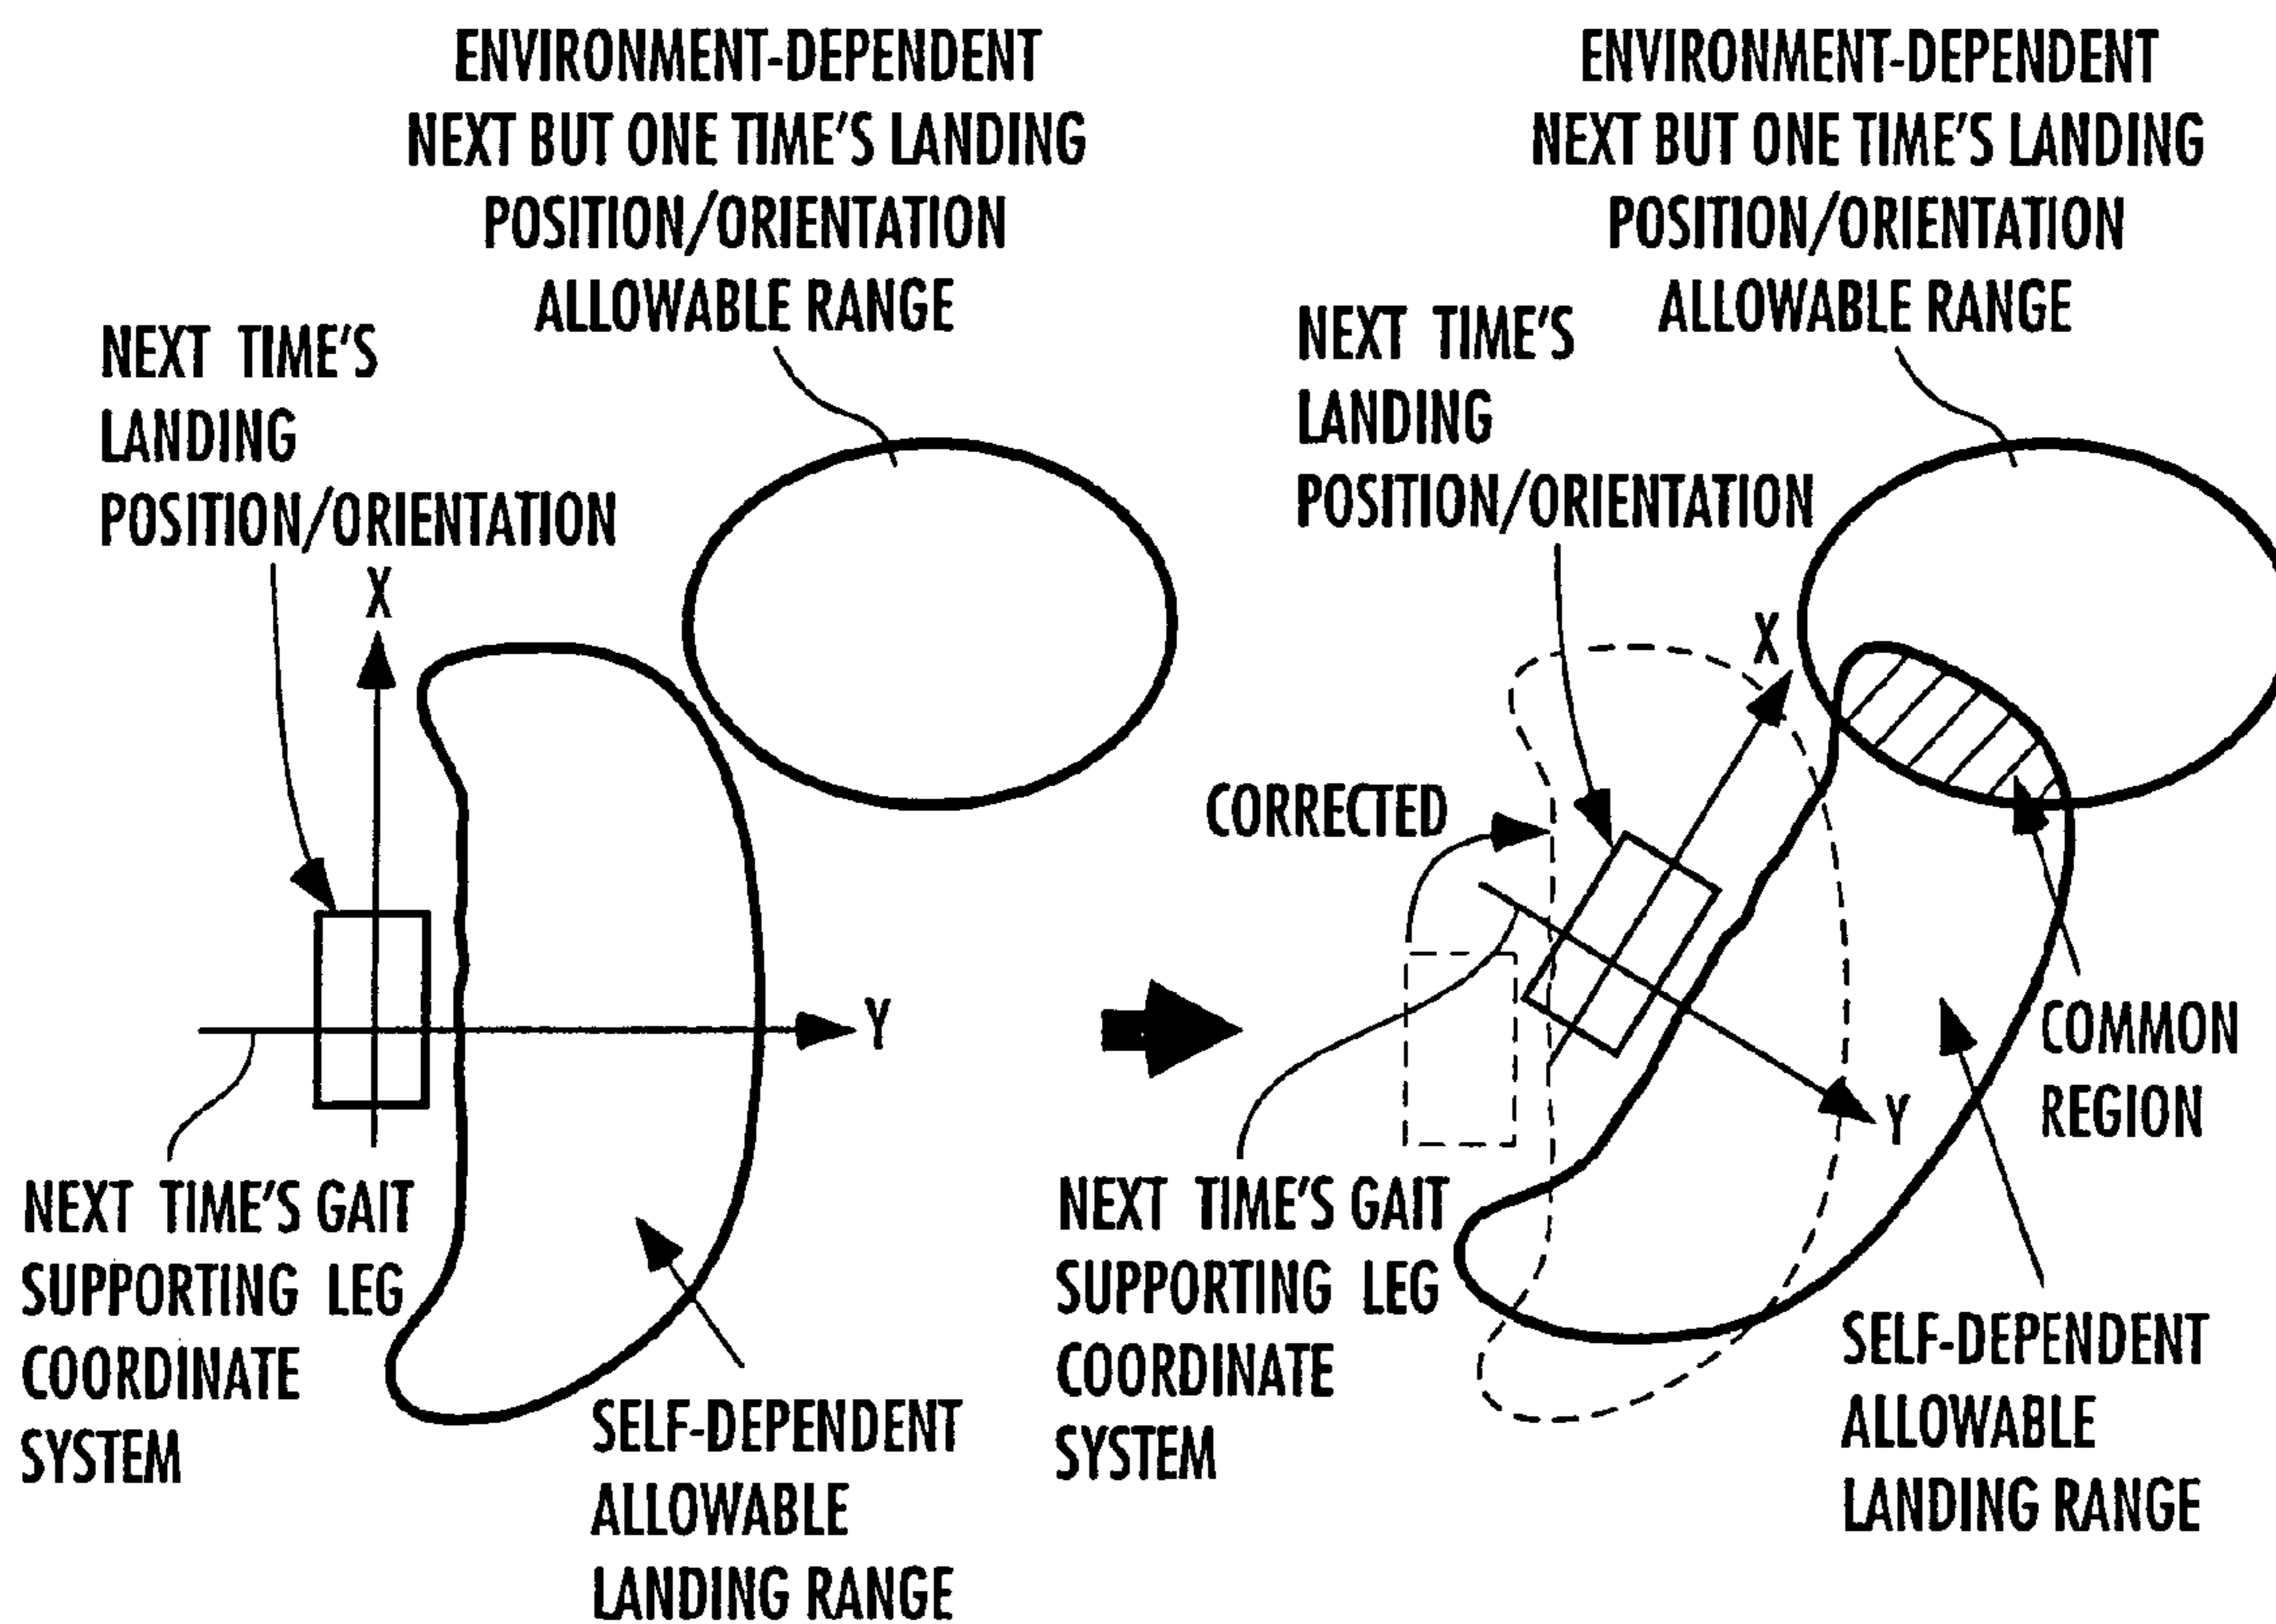 ENVIRONMENT-DEPENDENT
NEXT BUT ONE TIME'S LANDING
POSITION/ORIENTATION
ALLOWABLE RANGE
NEXT TIME'S
LANDING
POSITION/ORIENTATION
X
Y
NEXT TIME'S GAIT
SUPPORTING LEG
COORDINATE
SYSTEM
SELF-DEPENDENT
ALLOWABLE
LANDING RANGE
ENVIRONMENT-DEPENDENT
NEXT BUT ONE TIME'S LANDING
POSITION/ORIENTATION
ALLOWABLE RANGE
NEXT TIME'S
LANDING
POSITION/ORIENTATION
X
CORRECTED
Y
COMMON
REGION
NEXT TIME'S GAIT
SUPPORTING LEG
COORDINATE
SYSTEM
SELF-DEPENDENT
ALLOWABLE
LANDING RANGE